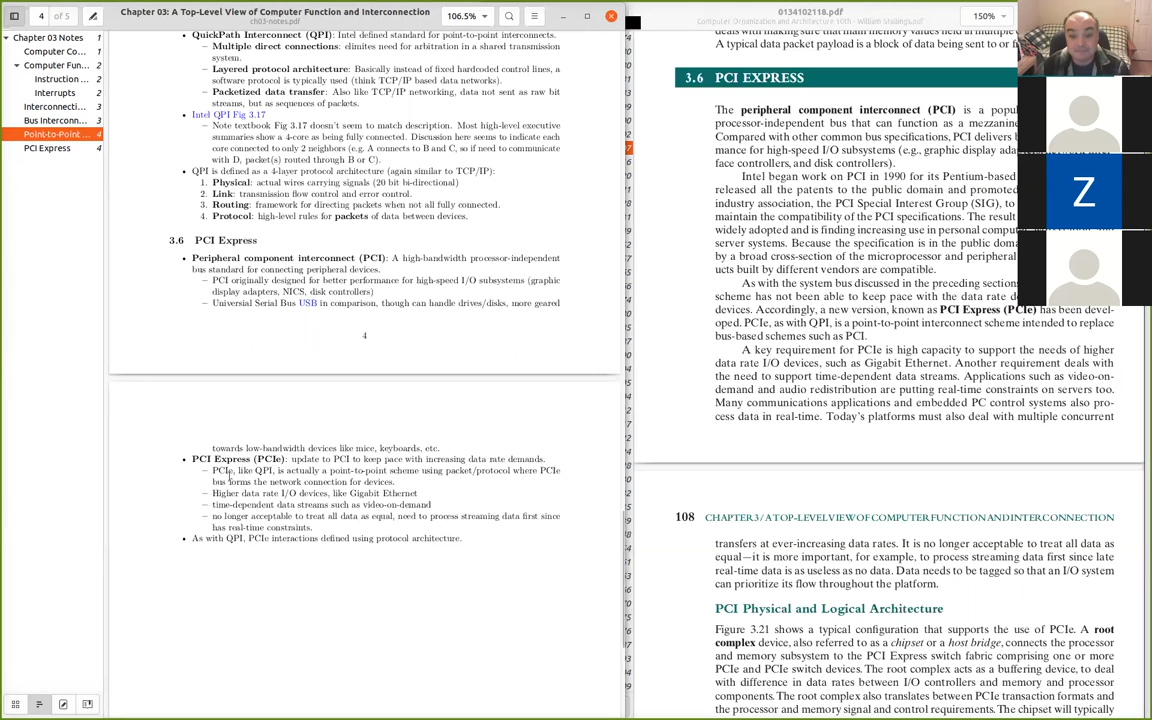 4
of 5
Chapter 03: A Top-Level View of Computer Function and Interconnection
ch03-notes.pdf
106.5%
0134102118.pdf
Computer Organization and Architecture 10th - William Stallings.pdf
150%
Chapter 03 Notes
Computer Co… 1
Computer Fun… 2
Instruction … 2
Interrupts 2
Interconnecti… 3
Bus Interconn… 3
Point-to-Point … 4
PCI Express 4
• QuickPath Interconnect (QPI): Intel defined standard for point-to-point interconnects.
– Multiple direct connections: elimites need for arbitration in a shared transmission
system.
– Layered protocol architecture: Basically instead of fixed hardcoded control lines, a
software protocol is typically used (think TCP/IP based data networks).
– Packetized data transfer: Also like TCP/IP networking, data not sent as raw bit
streams, but as sequences of packets.
• Intel QPI Fig 3.17
– Note textbook Fig 3.17 doesn't seem to match description. Most high-level executive
summaries show a 4-core as being fully connected. Discussion here seems to indicate each
core connected to only 2 neighbors (e.g. A connects to B and C, so if need to communicate
with D, packet(s) routed through B or C).
• QPI is defined as a 4-layer protocol architecture (again similar to TCP/IP):
1. Physical: actual wires carrying signals (20 bit bi-directional)
2. Link: transmission flow control and error control.
3. Routing: framework for directing packets when not all fully connected.
4. Protocol: high-level rules for packets of data between devices.
3.6 PCI Express
• Peripheral component interconnect (PCI): A high-bandwidth processor-independent
bus standard for connecting peripheral devices.
– PCI originally designed for better performance for high-speed I/O subsystems (graphic
display adapters, NICS, disk controllers)
– Universial Serial Bus USB in comparison, though can handle drives/disks, more geared
4
towards low-bandwidth devices like mice, keyboards, etc.
• PCI Express (PCIe): update to PCI to keep pace with increasing data rate demands.
– PCIe, like QPI, is actually a point-to-point scheme using packet/protocol where PCIe
bus forms the network connection for devices.
– Higher data rate I/O devices, like Gigabit Ethernet
– time-dependent data streams such as video-on-demand
– no longer acceptable to treat all data as equal, need to process streaming data first since
has real-time constraints.
• As with QPI, PCIe interactions defined using protocol architecture.
A typical data packet payload is a block of data being sent to or f
3.6 PCI EXPRESS
The peripheral component interconnect (PCI) is a popu
processor-independent bus that can function as a mezzanin
Compared with other common bus specifications, PCI delivers b
mance for high-speed I/O subsystems (e.g., graphic display ada
face controllers, and disk controllers).
Intel began work on PCI in 1990 for its Pentium-based
released all the patents to the public domain and promoted
industry association, the PCI Special Interest Group (SIG), to
maintain the compatibility of the PCI specifications. The result
widely adopted and is finding increasing use in personal compu
server systems. Because the specification is in the public doma
by a broad cross-section of the microprocessor and peripheral
ucts built by different vendors are compatible.
As with the system bus discussed in the preceding sections
scheme has not been able to keep pace with the data rate de
devices. Accordingly, a new version, known as PCI Express (PCIe) has been devel-
oped. PCIe, as with QPI, is a point-to-point interconnect scheme intended to replace
bus-based schemes such as PCI.
A key requirement for PCIe is high capacity to support the needs of higher
data rate I/O devices, such as Gigabit Ethernet. Another requirement deals with
the need to support time-dependent data streams. Applications such as video-on-
demand and audio redistribution are putting real-time constraints on servers too.
Many communications applications and embedded PC control systems also pro-
cess data in real-time. Today's platforms must also deal with multiple concurrent
108 CHAPTER 3 / A TOP-LEVEL VIEW OF COMPUTER FUNCTION AND INTERCONNECTION
transfers at ever-increasing data rates. It is no longer acceptable to treat all data as
equal—it is more important, for example, to process streaming data first since late
real-time data is as useless as no data. Data needs to be tagged so that an I/O system
can prioritize its flow throughout the platform.
PCI Physical and Logical Architecture
Figure 3.21 shows a typical configuration that supports the use of PCIe. A root
complex device, also referred to as a chipset or a host bridge, connects the processor
and memory subsystem to the PCI Express switch fabric comprising one or more
PCIe and PCIe switch devices. The root complex acts as a buffering device, to deal
with difference in data rates between I/O controllers and memory and processor
components. The root complex also translates between PCIe transaction formats and
the processor and memory signal and control requirements. The chipset will typically
Z